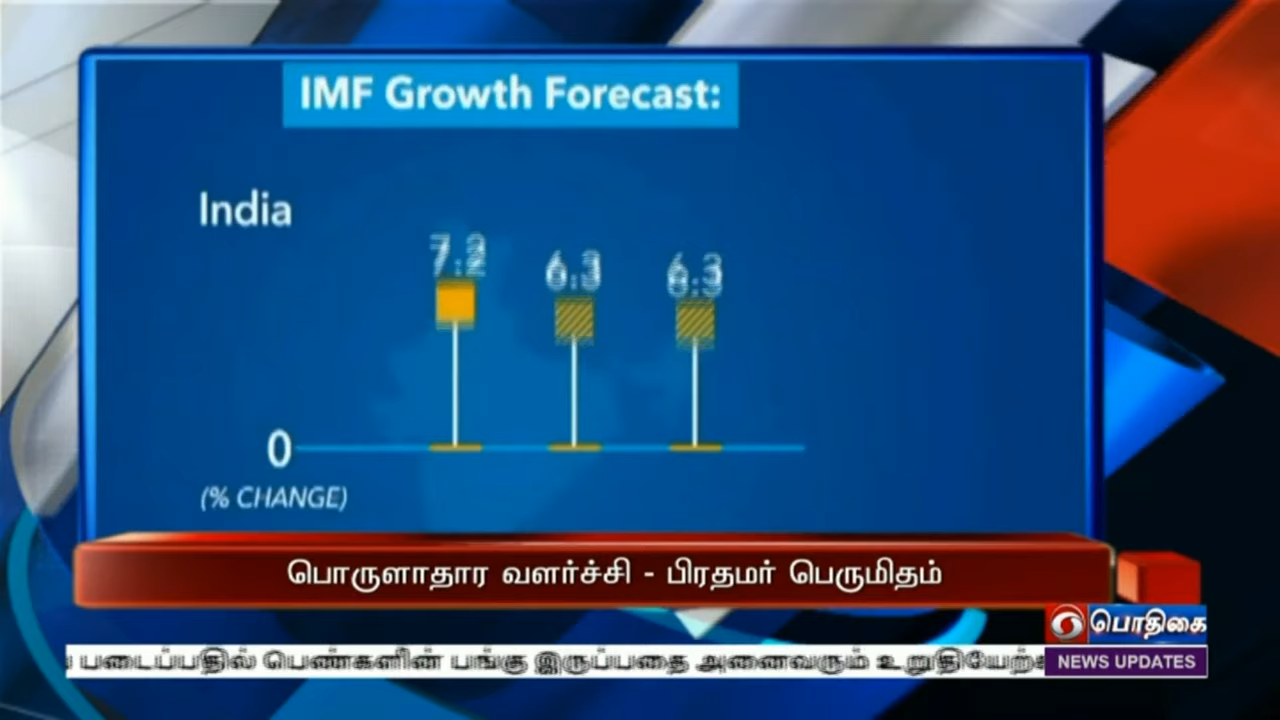 IMF Growth Forecast:
India
7.2 6.3 6.3
0
(% CHANGE)
பொருளாதார வளர்ச்சி - பிரதமர் பெருமிதம்
பொதிகை
படைப்பதில் பெண்களின் பங்கு இருப்பதை அனைவரும் உறுதியேற்க
NEWS UPDATES